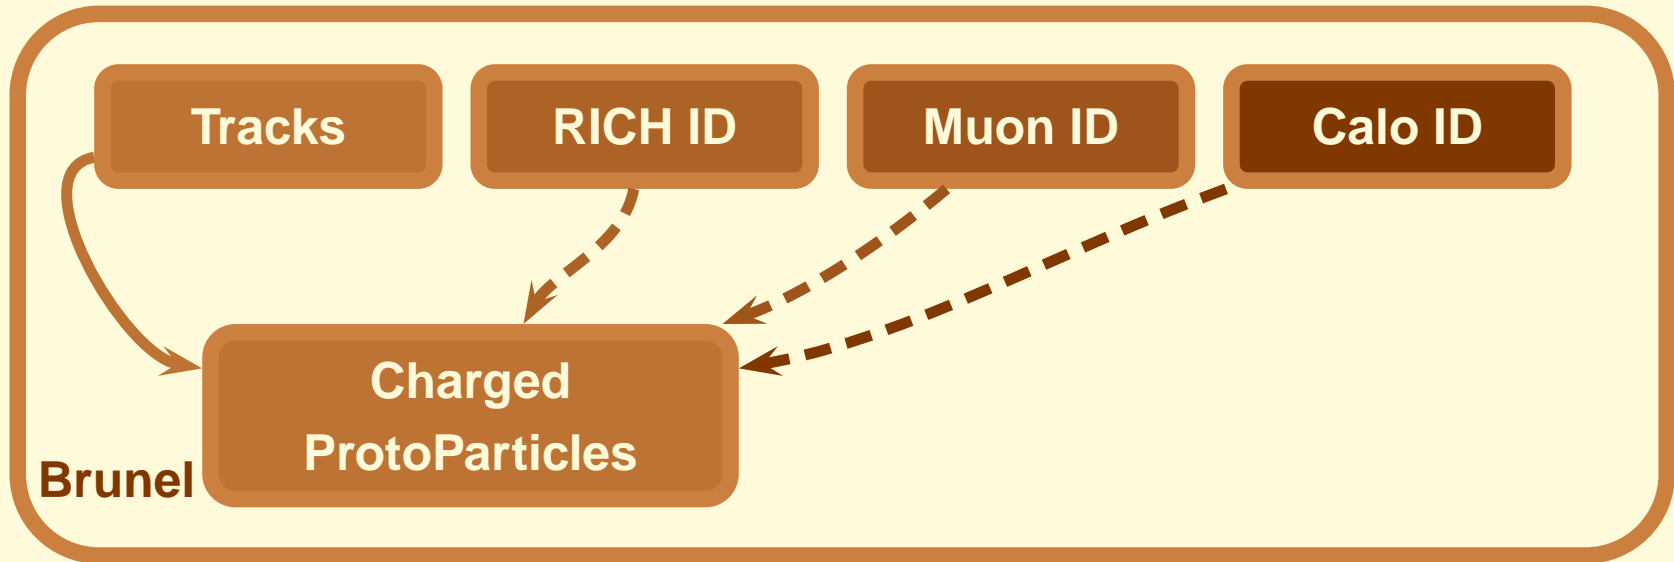 Tracks
RICH ID
Muon ID
Calo ID
Charged
ProtoParticles
Brunel